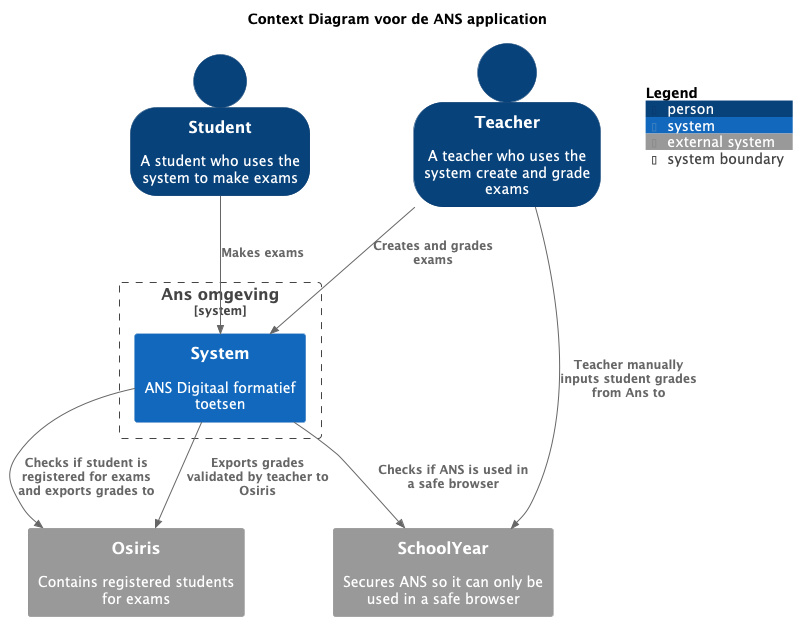 Context Diagram voor de ANS application
Student
A student who uses the
system to make exams
Teacher
A teacher who uses the
system create and grade
exams
Legend
person
system
external system
system boundary
Makes exams
Creates and grades
exams
Ans omgeving
[system]
System
ANS Digitaal formatief
toetsen
Teacher manually
inputs student grades
from Ans to
Checks if student is
registered for exams
and exports grades to
Exports grades
validated by teacher to
Osiris
Checks if ANS is used in
a safe browser
Osiris
Contains registered students
for exams
SchoolYear
Secures ANS so it can only be
used in a safe browser